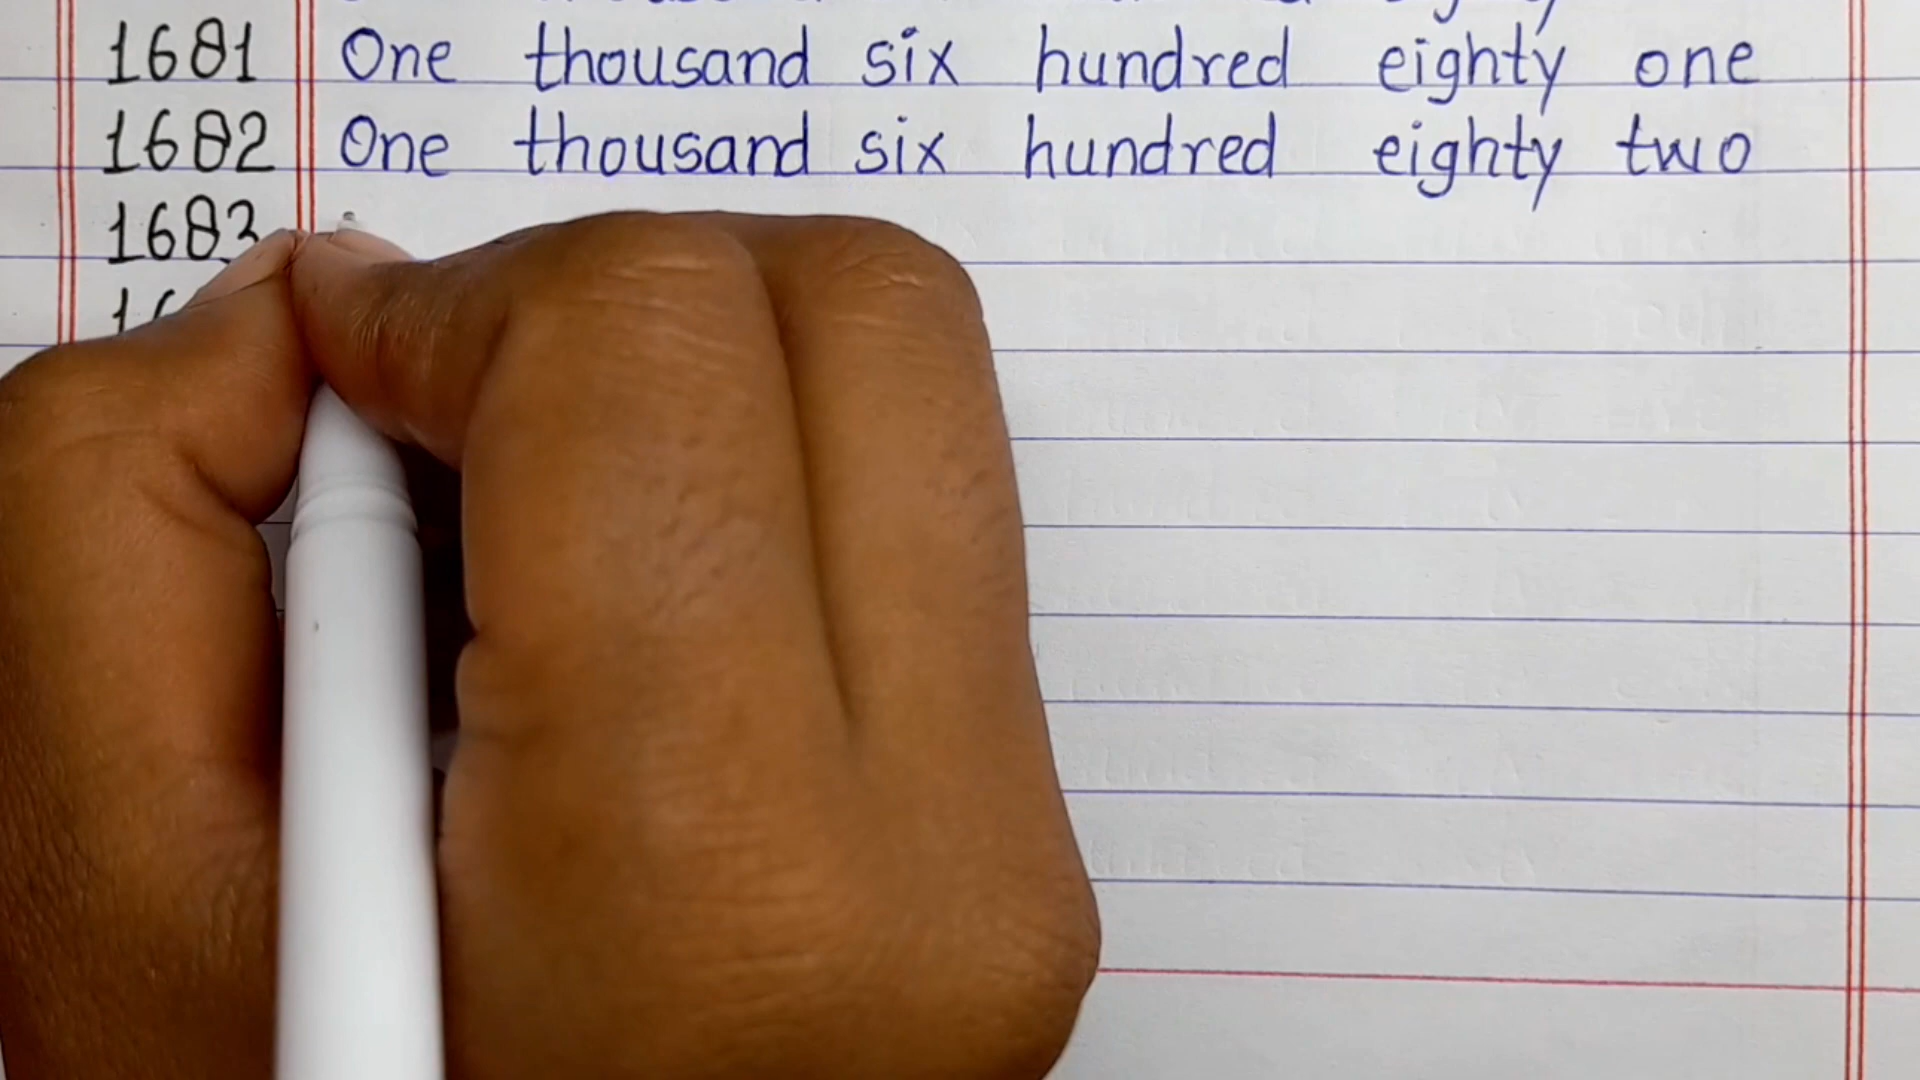 1681 One thousand six hundred eighty one
1682 One thousand six hundred eighty two
1683